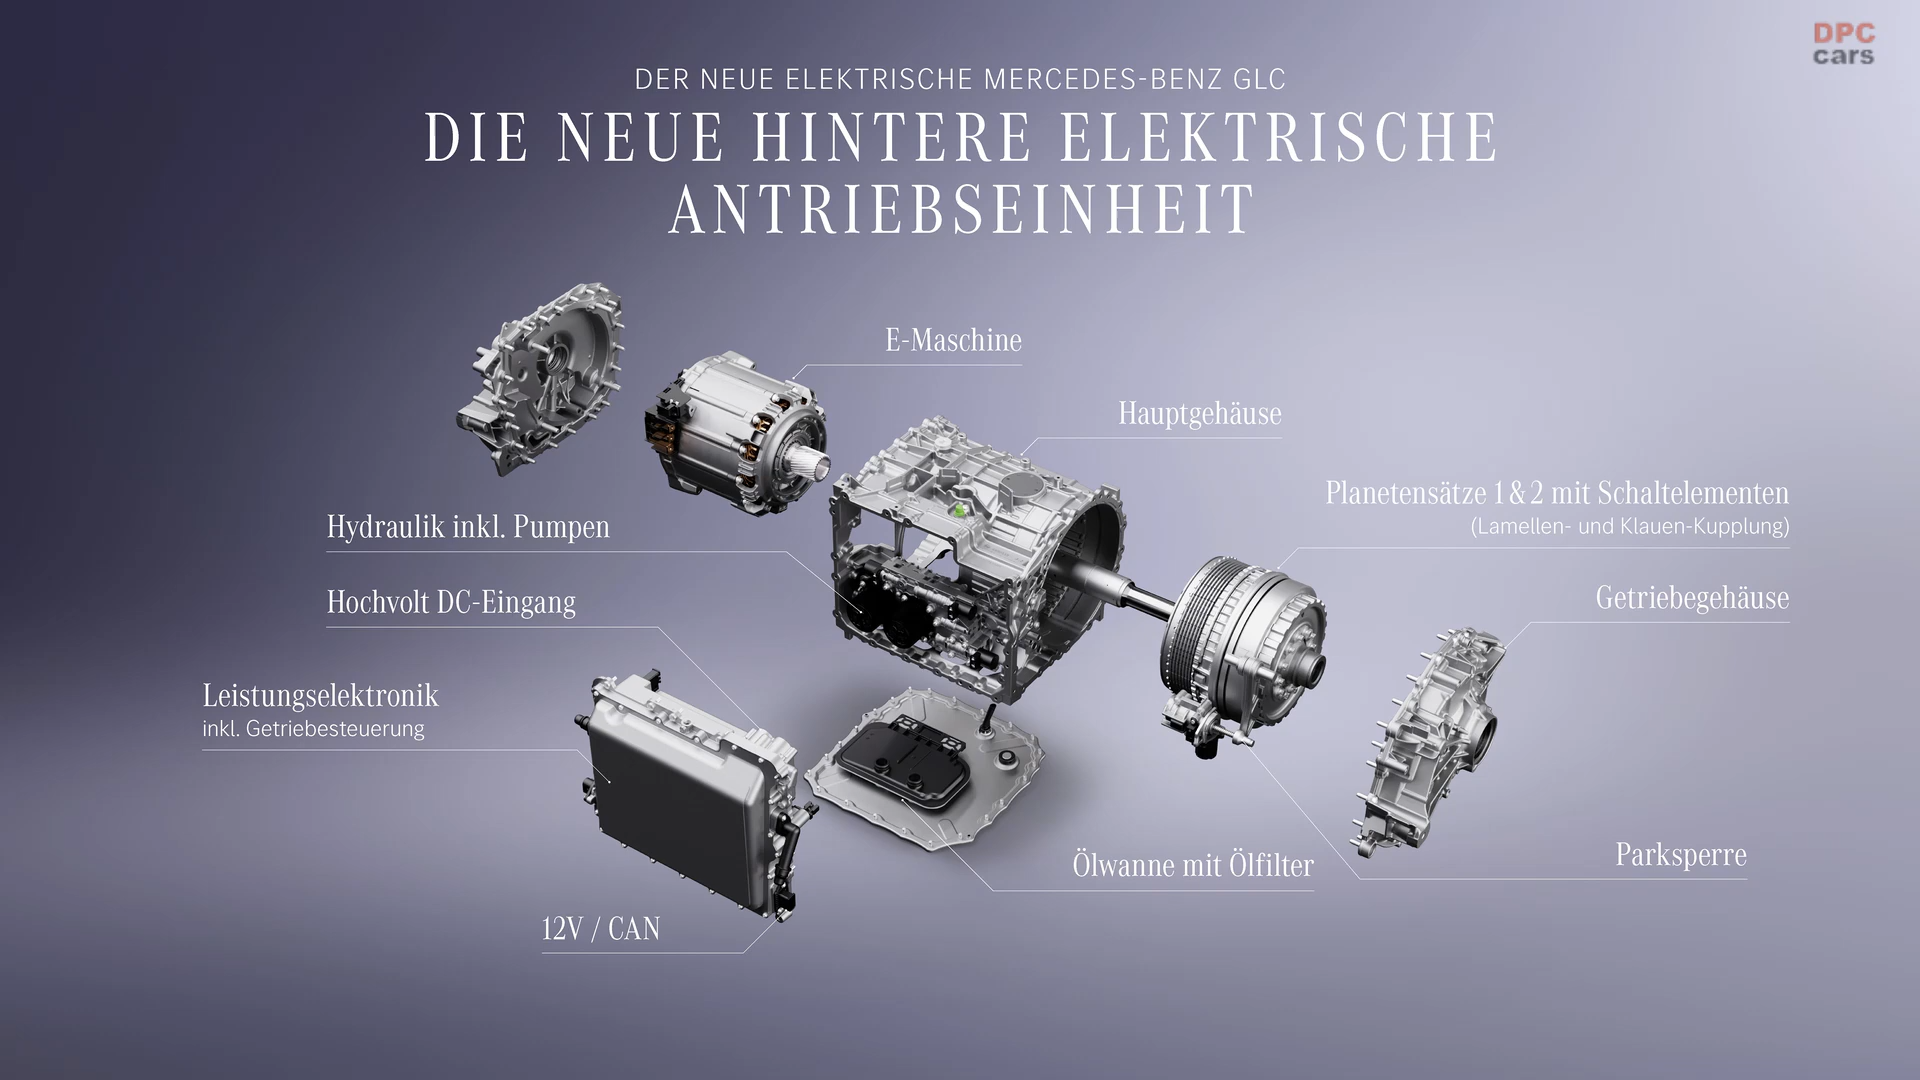 DPC
cars
DER NEUE ELEKTRISCHE MERCEDES-BENZ GLC
DIE NEUE HINTERE ELEKTRISCHE
ANTRIEBSEINHEIT
E-Maschine
Hauptgehäuse
Planetensätze 1 & 2 mit Schaltelementen
(Lamellen- und Klauen-Kupplung)
Hydraulik inkl. Pumpen
Hochvolt DC-Eingang
Getriebegehäuse
Leistungselektronik
inkl. Getriebesteuerung
Ölwanne mit Ölfilter
Parksperre
12V / CAN